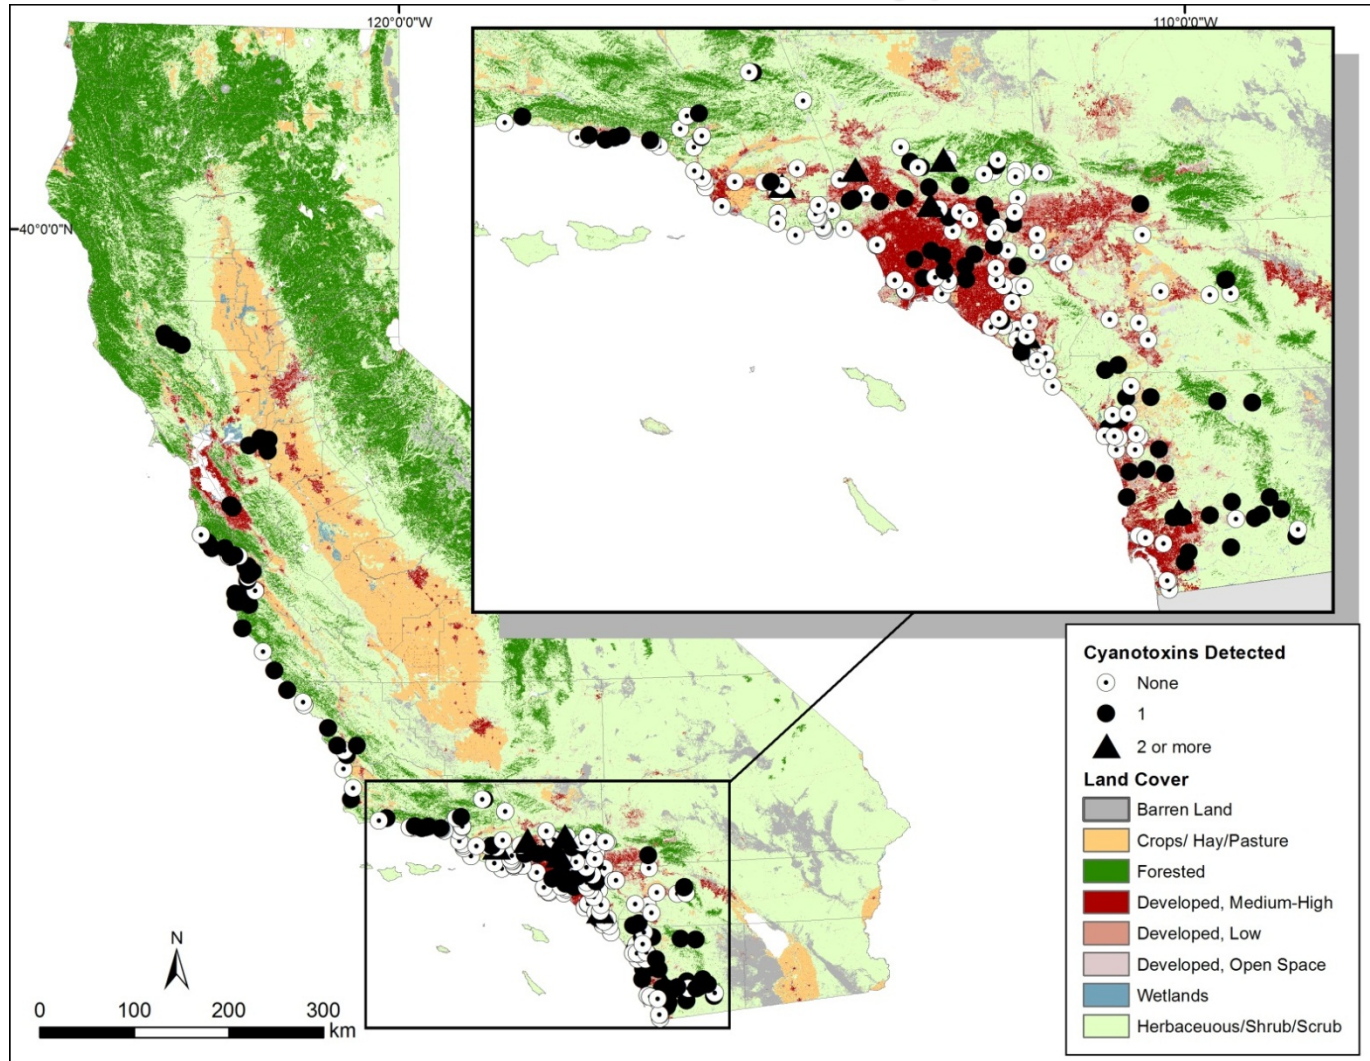 120°0'0"W
110°0'0"W
40°0'0"N
Cyanotoxins Detected
None
1
2 or more
Land Cover
Barren Land
Crops/ Hay/Pasture
Forested
Developed, Medium-High
Developed, Low
Developed, Open Space
Wetlands
Herbaceuous/Shrub/Scrub
N
0 100 200 300
km